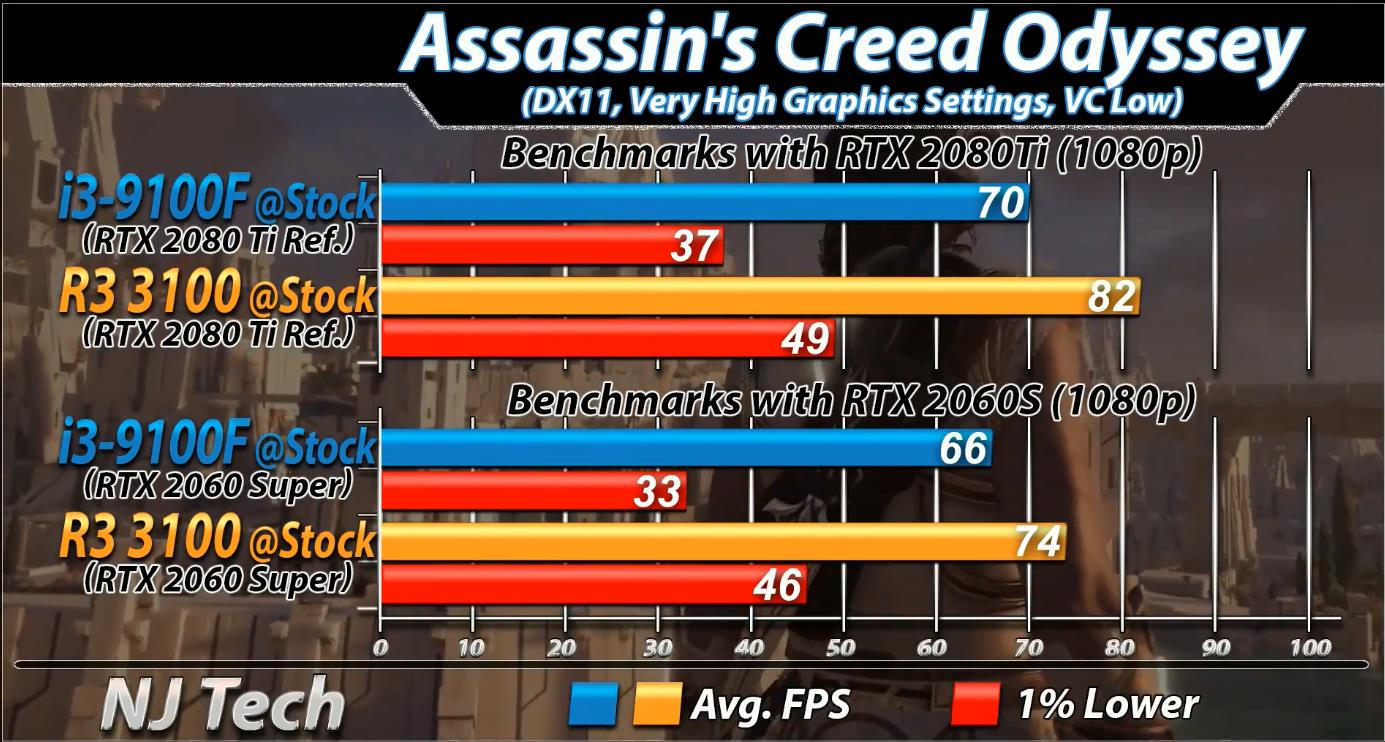 Assassin's Creed Odyssey
(DX11, Very High Graphics Settings, VC Low)
Benchmarks with RTX 2080Ti (1080p)
i3-9100F @Stock 70
(RTX 2080 Ti Ref.) 37
R3 3100 @Stock 82
(RTX 2080 Ti Ref.) 49
Benchmarks with RTX 2060S (1080p)
i3-9100F @Stock 66
(RTX 2060 Super) 33
R3 3100 @Stock 74
(RTX 2060 Super) 46
0 10 20 30 40 50 60 70 80 90 100
NJ Tech Avg. FPS 1% Lower